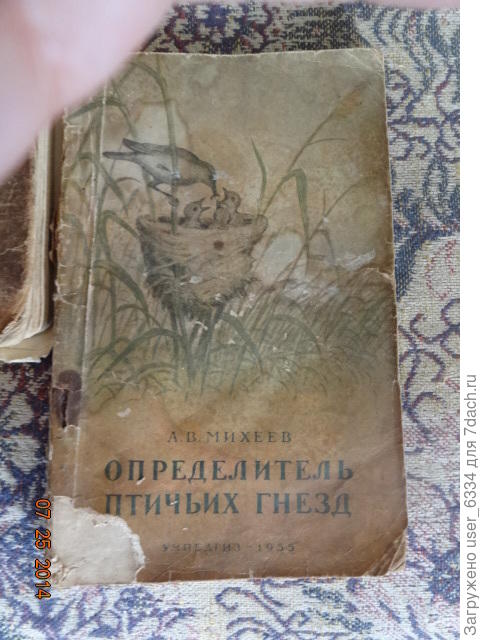 А.В. МИХЕЕВ
ОПРЕДЕЛИТЕЛЬ
ПТИЧЬИХ ГНЕЗД
УЧПЕДГИЗ - 1955
07 25 2014
Загружено user_6334 для 7dach.ru